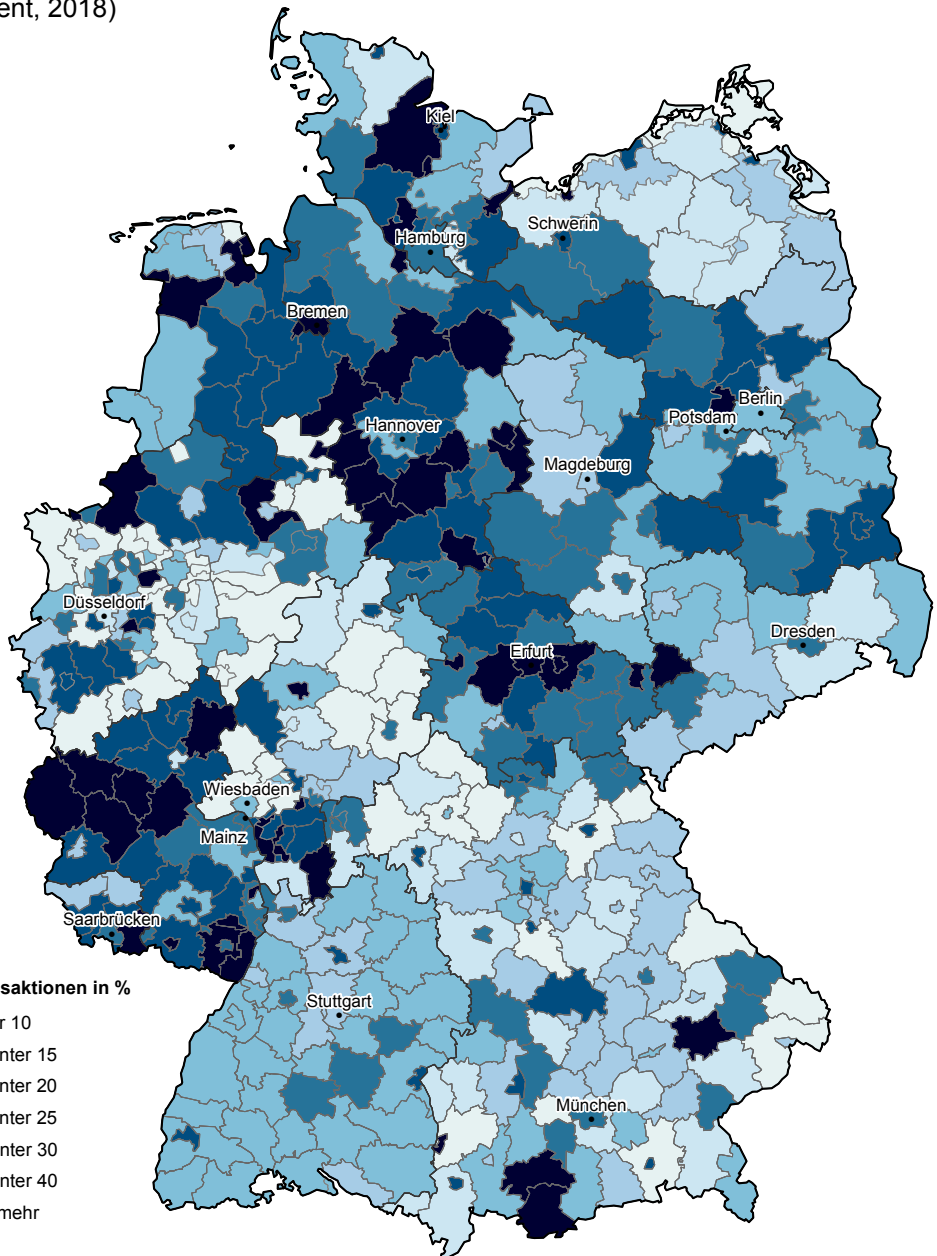 ent, 2018)
Kiel
Schwerin
Hamburg
Bremen
Berlin
Potsdam
Hannover
Magdeburg
Düsseldorf
Dresden
Erfurt
Wiesbaden
Mainz
Saarbrücken
saktionen in %
r 10
Stuttgart
nter 15
nter 20
nter 25
München
nter 30
nter 40
mehr